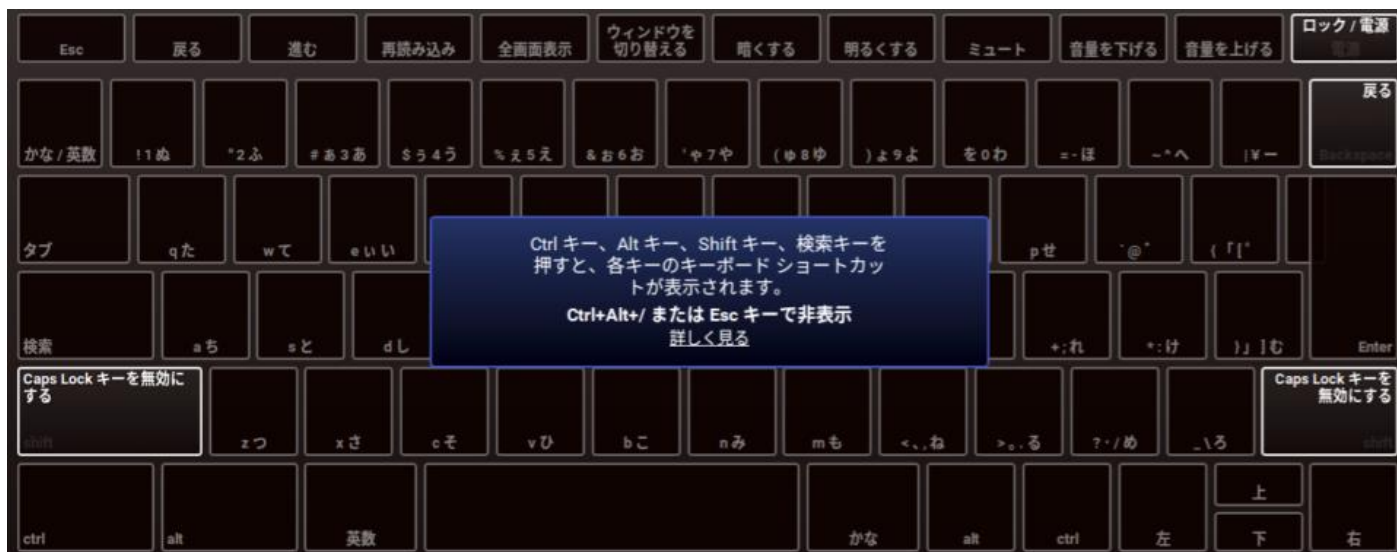 Esc
戻る
進む
再読み込み
全画面表示
ウィンドウを
切り替える
暗くする
明るくする
ミュート
音量を下げる
音量を上げる
ロック / 電源
電源
かな / 英数
!1ぬ
"2ふ
#ぁ3あ
$ぅ4う
%ぇ5え
&ぉ6お
'ゃ7や
(ゅ8ゆ
)ょ9よ
を0わ
=-ほ
~^へ
|¥ー
戻る
Backspace
タブ
qた
wて
eぃい
pせ
`@゛
{「[゜
Ctrl キー、Alt キー、Shift キー、検索キーを
押すと、各キーのキーボード ショートカッ
トが表示されます。
Ctrl+Alt+/ または Esc キーで非表示
詳しく見る
検索
aち
sと
dし
+;れ
*:け
}」]む
Enter
Caps Lock キーを無効に
する
shift
zつ
xさ
cそ
vひ
bこ
nみ
mも
<、,ね
>。.る
?・/め
_\ろ
Caps Lock キーを
無効にする
shift
ctrl
alt
英数
かな
alt
ctrl
左
上
下
右